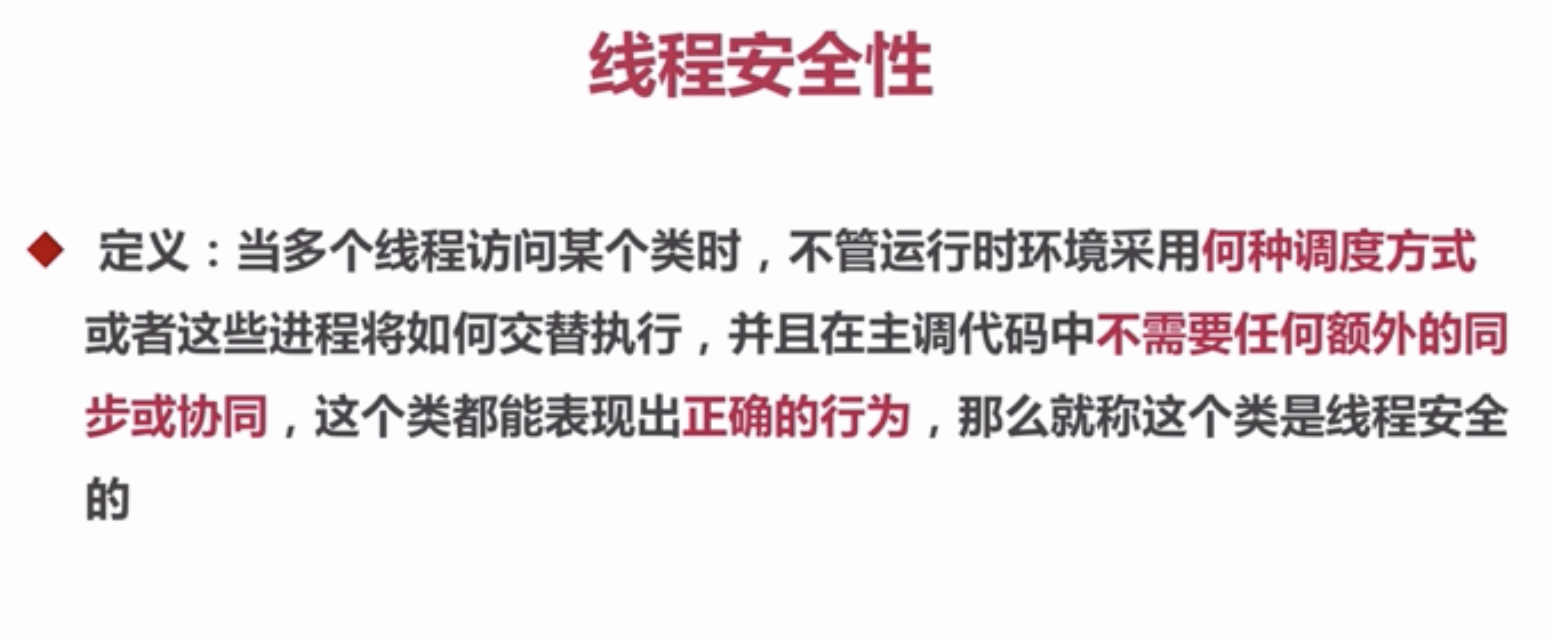 线程安全性
定义：当多个线程访问某个类时，不管运行时环境采用何种调度方式
或者这些进程将如何交替执行，并且在主调代码中不需要任何额外的同
步或协同，这个类都能表现出正确的行为，那么就称这个类是线程安全
的